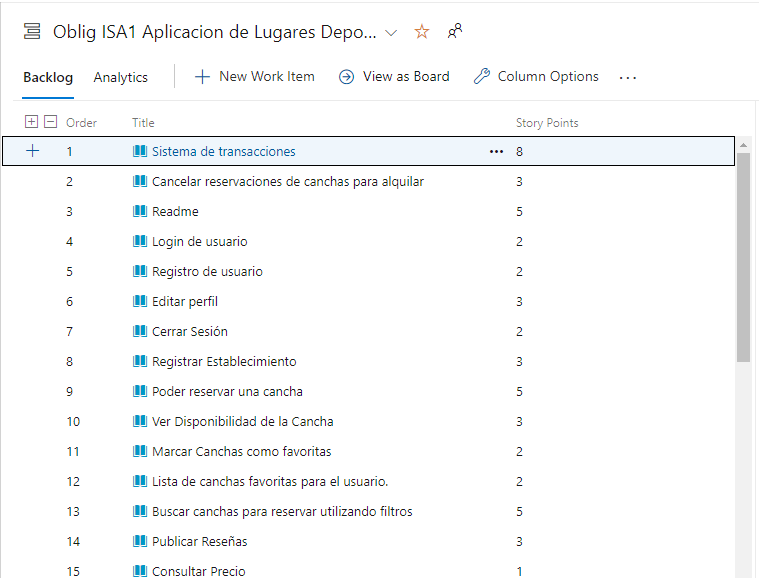 Oblig ISA1 Aplicacion de Lugares Depo...
Backlog Analytics New Work Item View as Board Column Options ...
Order Title Story Points
1 Sistema de transacciones ... 8
2 Cancelar reservaciones de canchas para alquilar 3
3 Readme 5
4 Login de usuario 2
5 Registro de usuario 2
6 Editar perfil 3
7 Cerrar Sesión 2
8 Registrar Establecimiento 3
9 Poder reservar una cancha 5
10 Ver Disponibilidad de la Cancha 3
11 Marcar Canchas como favoritas 2
12 Lista de canchas favoritas para el usuario. 2
13 Buscar canchas para reservar utilizando filtros 5
14 Publicar Reseñas 3
15 Consultar Precio 1